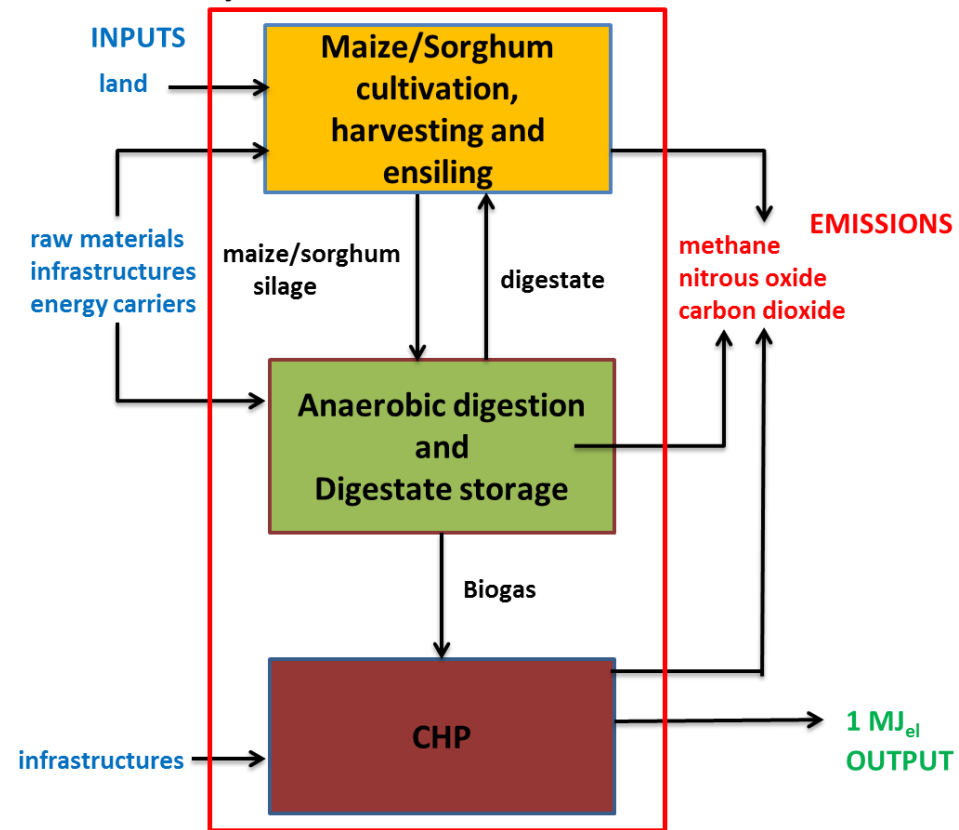 INPUTS
land
Maize/Sorghum
cultivation,
harvesting and
ensiling
raw materials
infrastructures
energy carriers
maize/sorghum
silage
digestate
EMISSIONS
methane
nitrous oxide
carbon dioxide
Anaerobic digestion
and
Digestate storage
Biogas
CHP
infrastructures
1 MJel
OUTPUT